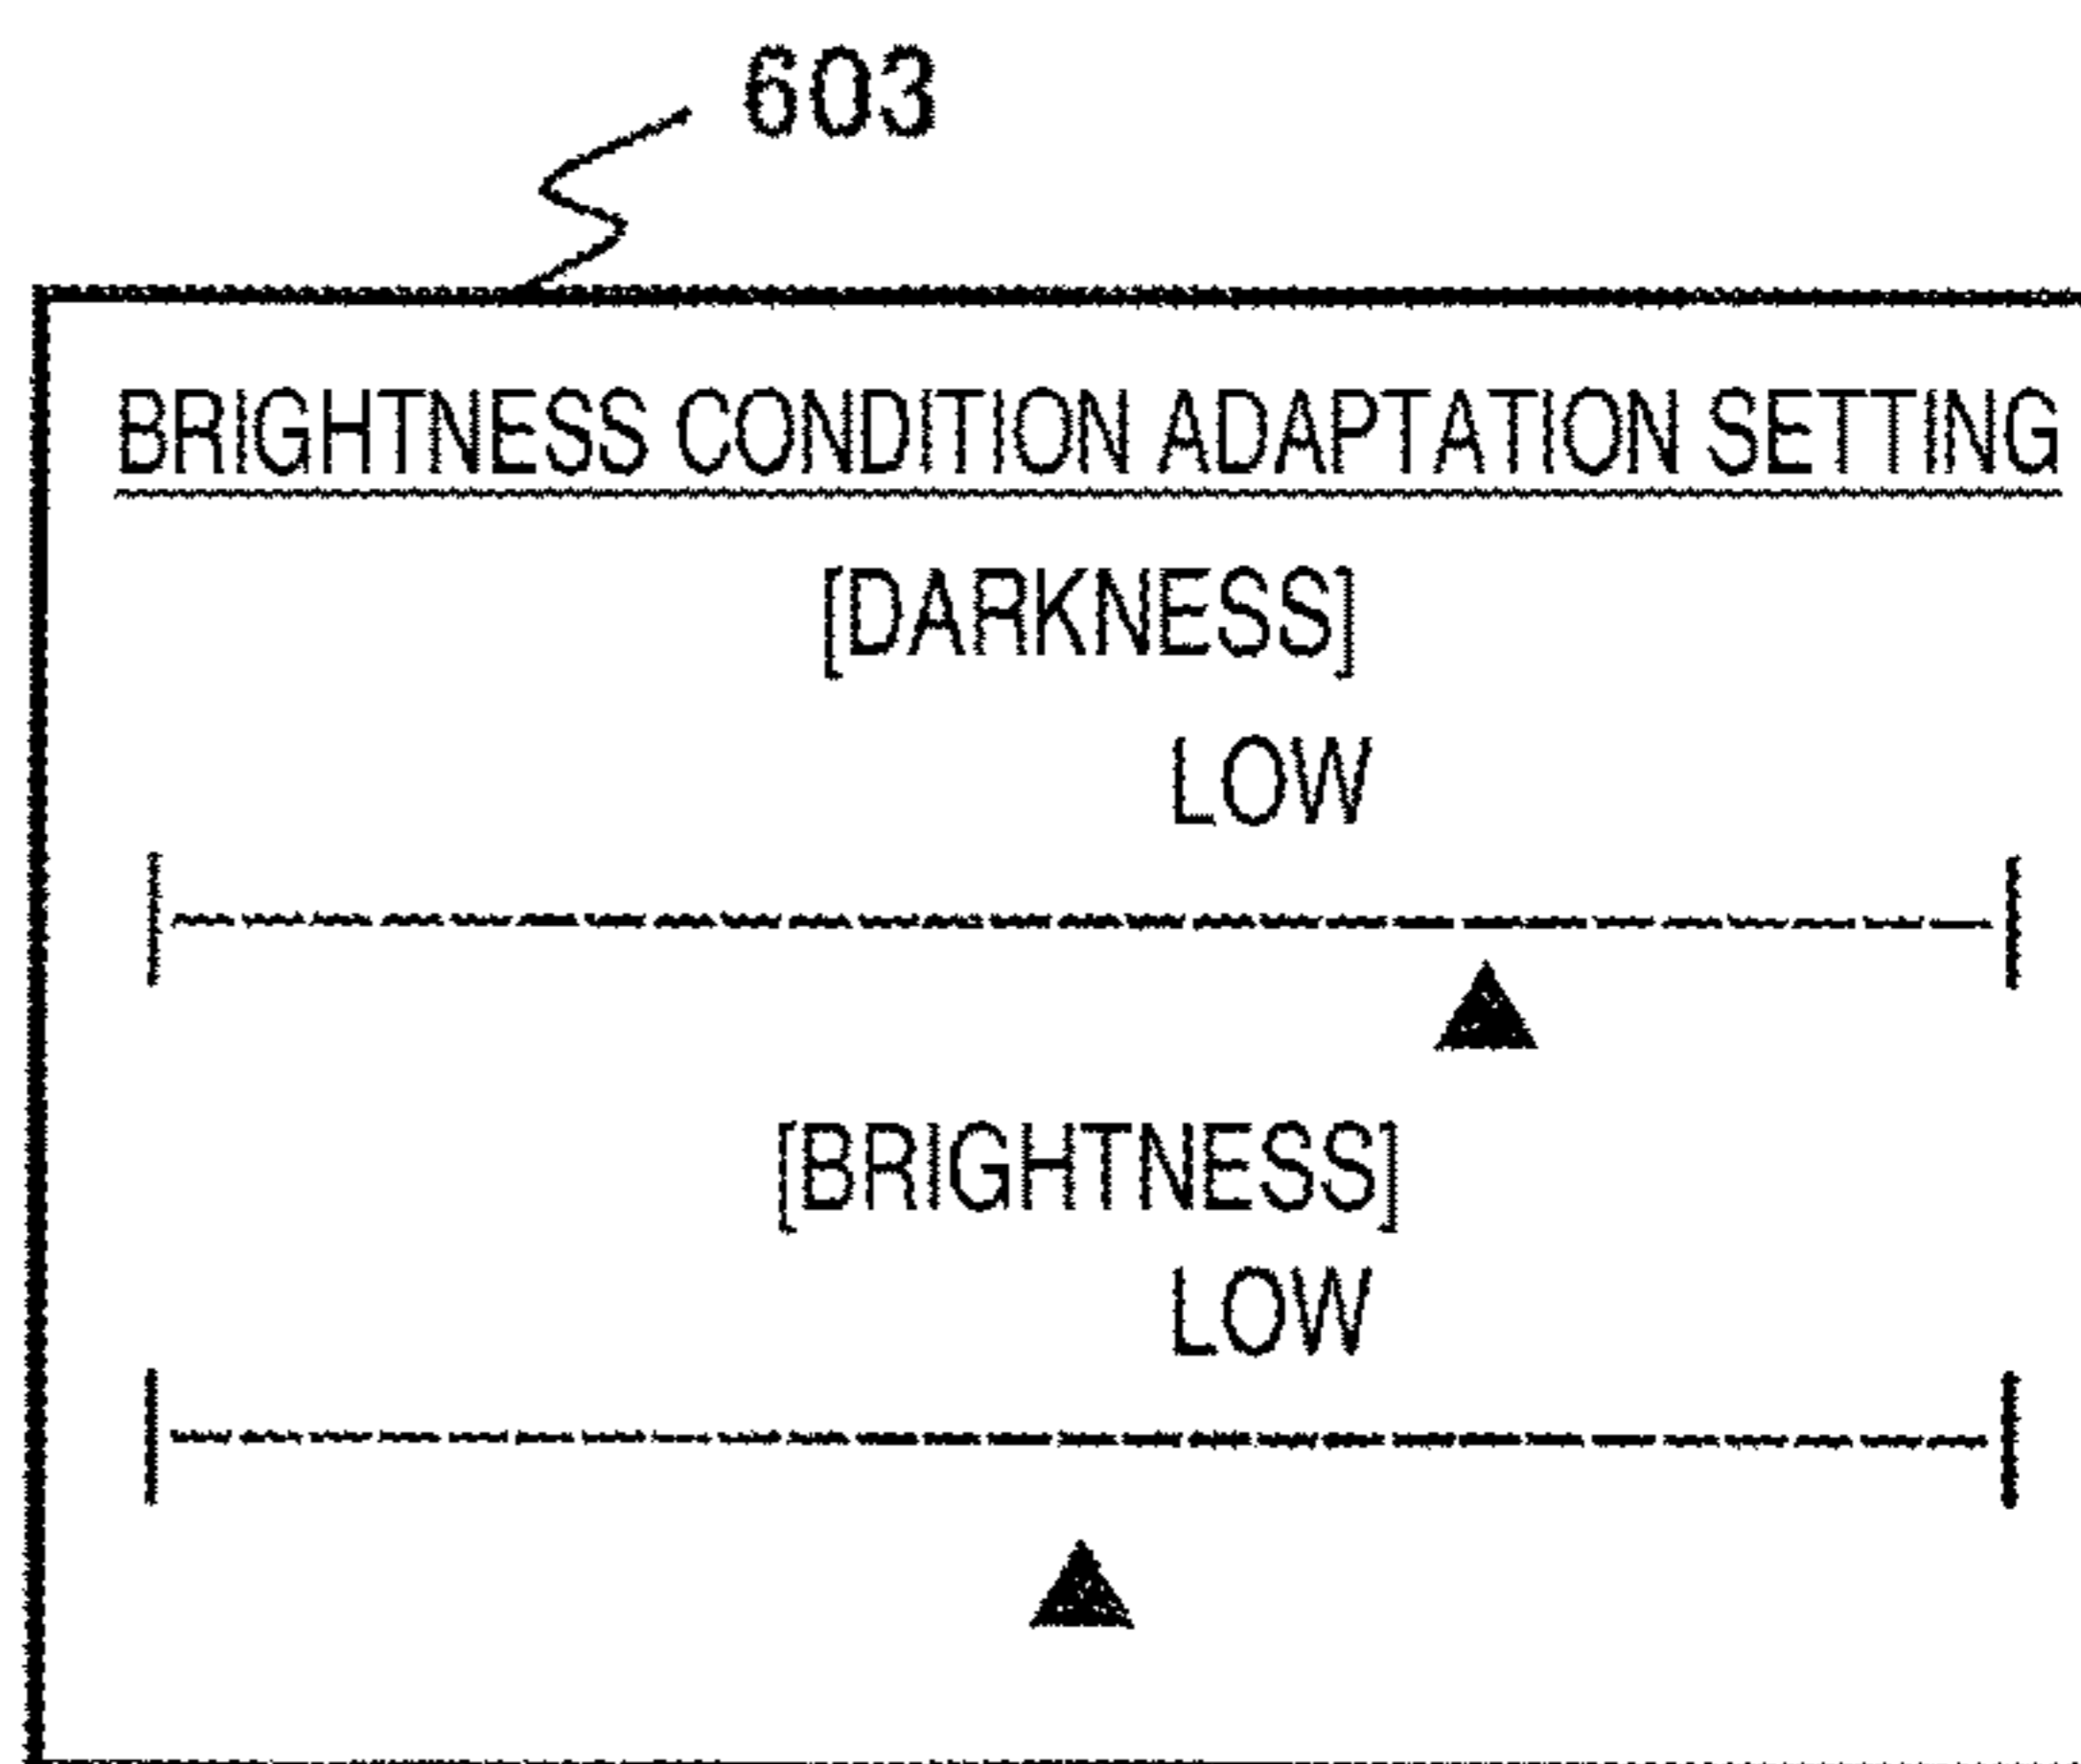 603
BRIGHTNESS CONDITION ADAPTATION SETTING
[DARKNESS]
LOW
[BRIGHTNESS]
LOW